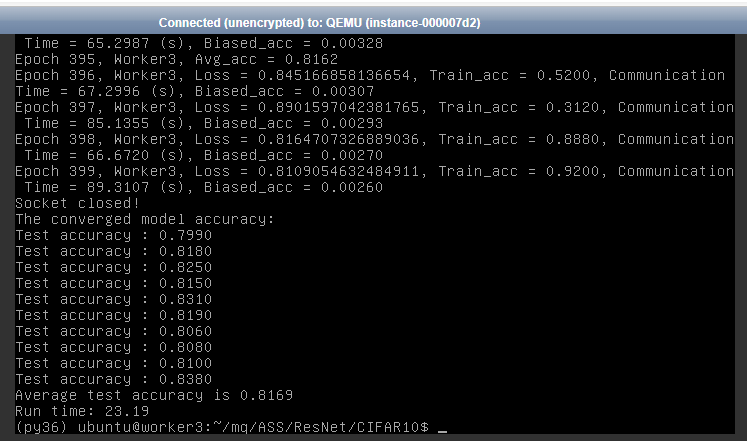 Connected (unencrypted) to: QEMU (instance-000007d2)
Time = 65.2987 (s), Biased_acc = 0.00328
Epoch 395, Worker3, Avg_acc = 0.8162
Epoch 396, Worker3, Loss = 0.845166858136654, Train_acc = 0.5200, Communication
Time = 67.2996 (s), Biased_acc = 0.00307
Epoch 397, Worker3, Loss = 0.8901597042381765, Train_acc = 0.3120, Communication
Time = 85.1355 (s), Biased_acc = 0.00293
Epoch 398, Worker3, Loss = 0.8164707326889036, Train_acc = 0.8880, Communication
Time = 66.6720 (s), Biased_acc = 0.00270
Epoch 399, Worker3, Loss = 0.8109054632484911, Train_acc = 0.9200, Communication
Time = 89.3107 (s), Biased_acc = 0.00260
Socket closed!
The converged model accuracy:
Test accuracy : 0.7990
Test accuracy : 0.8180
Test accuracy : 0.8250
Test accuracy : 0.8150
Test accuracy : 0.8310
Test accuracy : 0.8190
Test accuracy : 0.8060
Test accuracy : 0.8080
Test accuracy : 0.8100
Test accuracy : 0.8380
Average test accuracy is 0.8169
Run time: 23.19
(py36) ubuntu@worker3:~/mq/ASS/ResNet/CIFAR10$ _